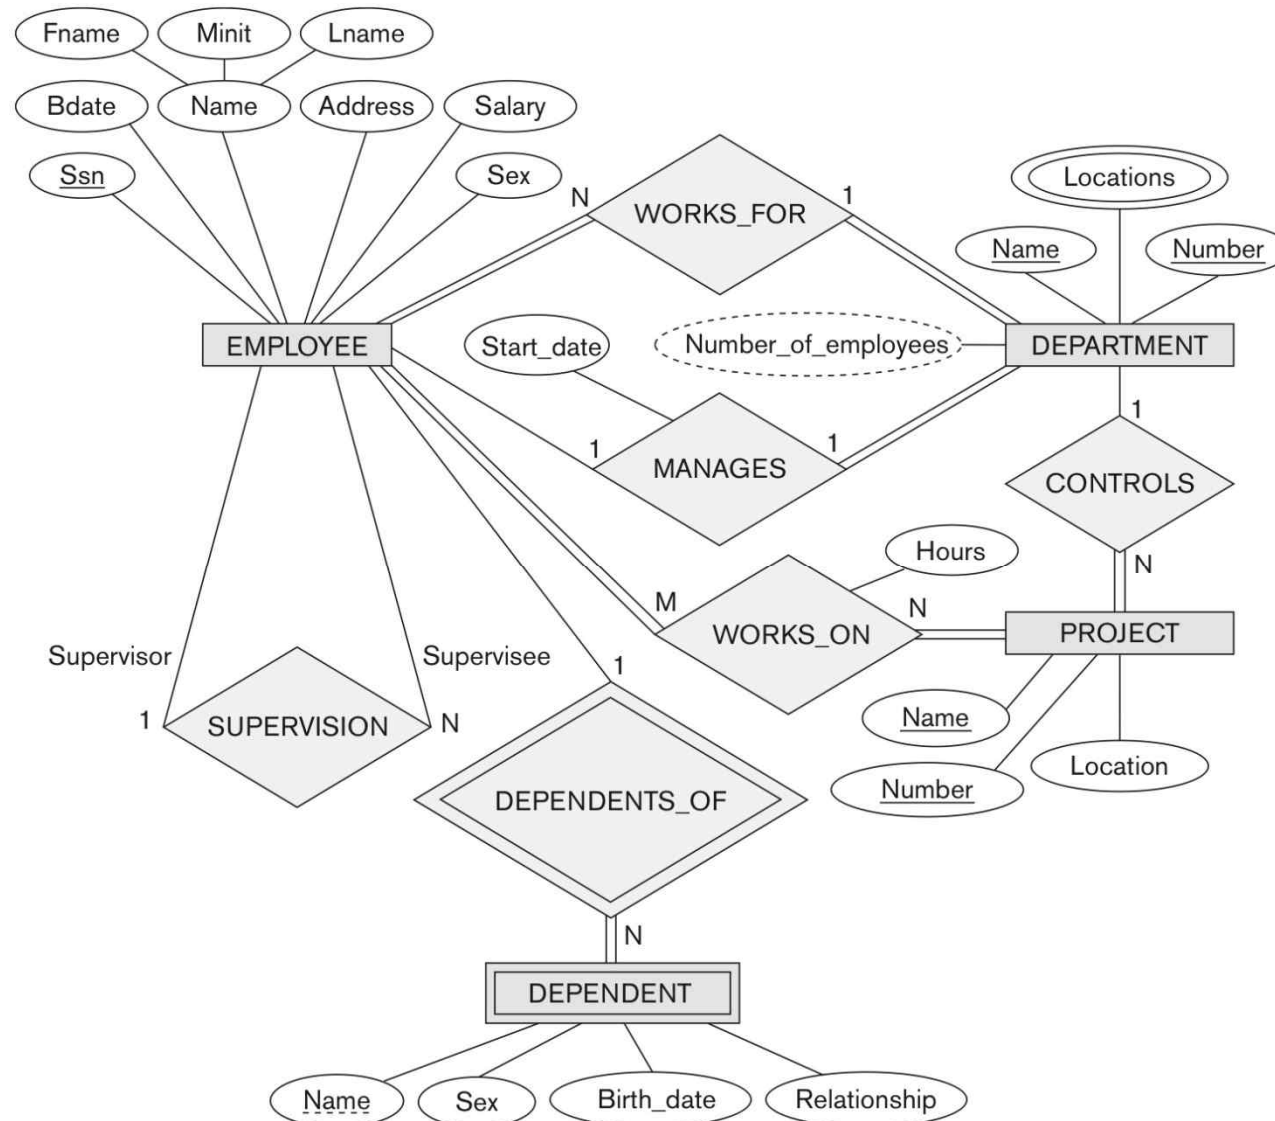 Fname
Minit
Lname
Bdate
Name
Address
Salary
Ssn
Sex
N
WORKS_FOR
1
Locations
Name
Number
EMPLOYEE
Start_date
Number_of_employees
DEPARTMENT
1
MANAGES
1
1
CONTROLS
N
Hours
M
WORKS_ON
N
PROJECT
Supervisor
Supervisee
1
1
SUPERVISION
N
Name
Number
Location
DEPENDENTS_OF
N
DEPENDENT
Name
Sex
Birth_date
Relationship